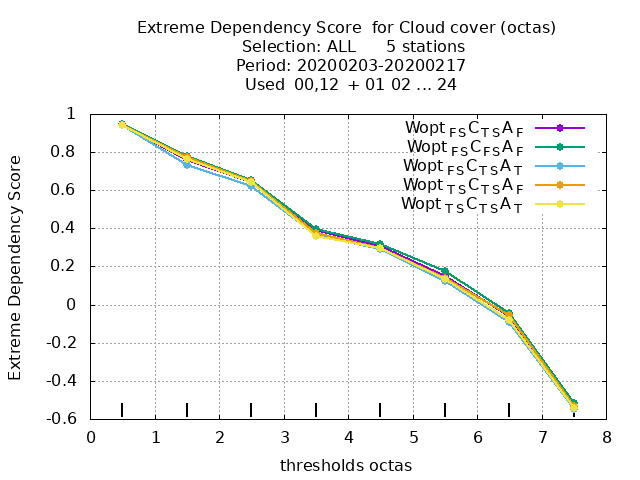 Extreme Dependency Score for Cloud cover (octas)
Selection: ALL 5 stations
Period: 20200203-20200217
Used 00,12 + 01 02 ... 24
Extreme Dependency Score
1
0.8
0.6
0.4
0.2
0
-0.2
-0.4
-0.6
Wopt FS C TS A F
Wopt FS C FS A F
Wopt FS C TS A T
Wopt TS C TS A F
Wopt TS C TS A T
0 1 2 3 4 5 6 7 8
thresholds octas